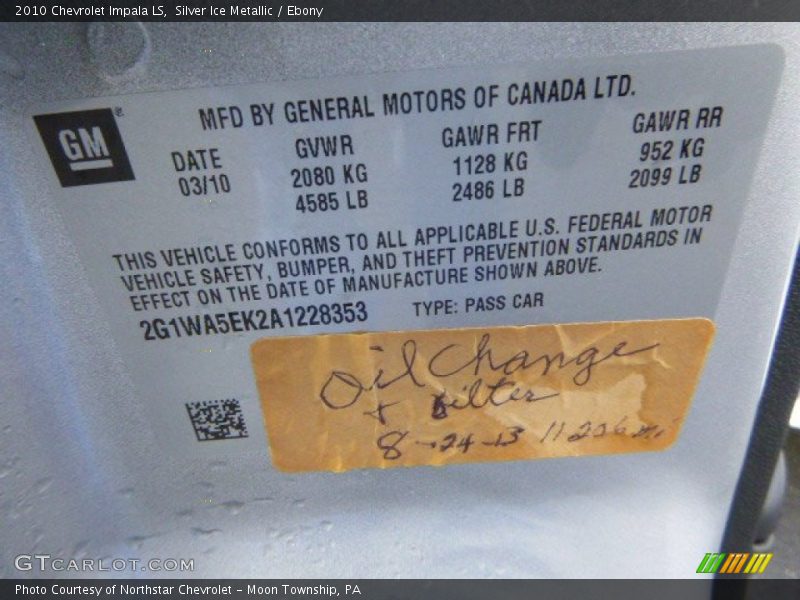 2010 Chevrolet Impala LS, Silver Ice Metallic / Ebony
GM
MFD BY GENERAL MOTORS OF CANADA LTD.
DATE GVWR GAWR FRT GAWR RR
03/10 2080 KG 1128 KG 952 KG
4585 LB 2486 LB 2099 LB
THIS VEHICLE CONFORMS TO ALL APPLICABLE U.S. FEDERAL MOTOR
VEHICLE SAFETY, BUMPER, AND THEFT PREVENTION STANDARDS IN
EFFECT ON THE DATE OF MANUFACTURE SHOWN ABOVE.
2G1WA5EK2A1228353 TYPE: PASS CAR
Oil Change
+ filter
8-24-13 11206 mi
GTCARLOT.COM
Photo Courtesy of Northstar Chevrolet - Moon Township, PA